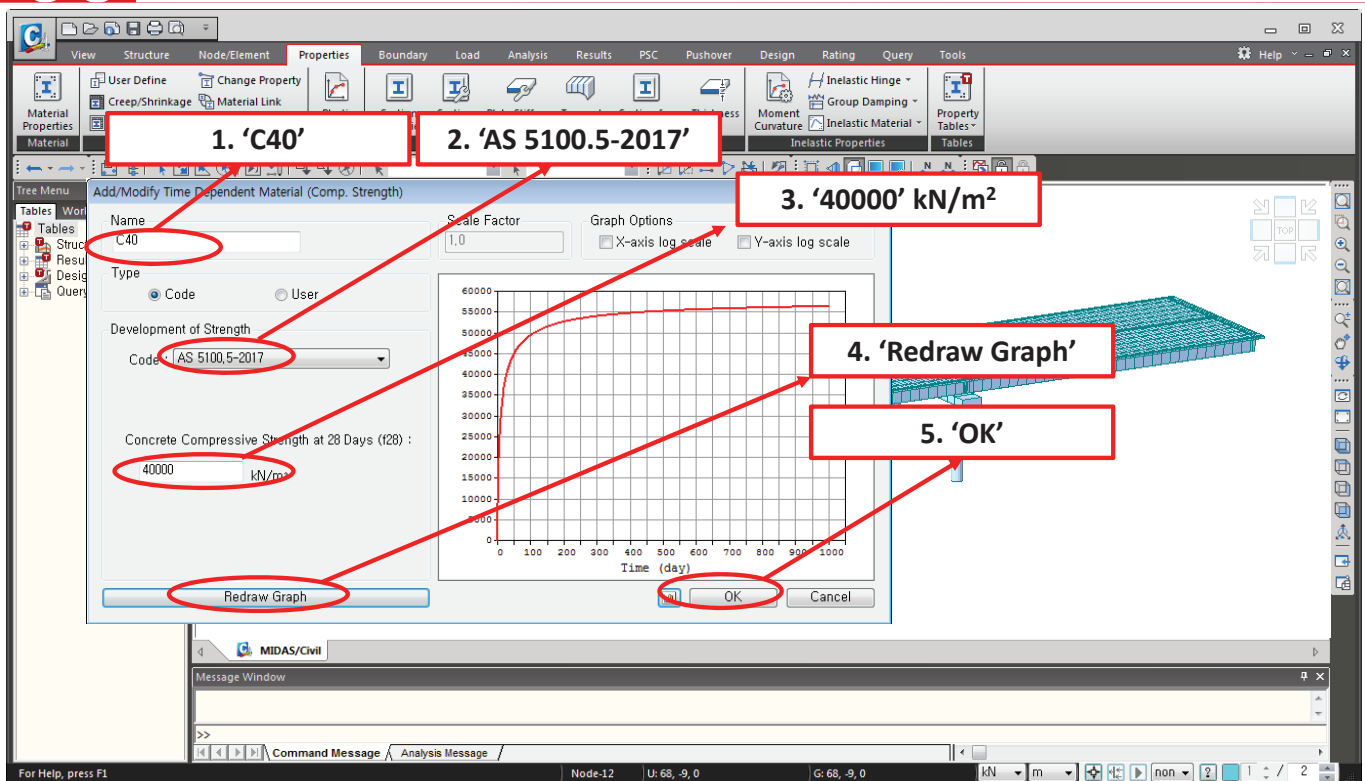 View Structure Node/Element Properties Boundary Load Analysis Results PSC Pushover Design Rating Query Tools Help
User Define Change Property Inelastic Hinge
Creep/Shrinkage Material Link Group Damping
Material Properties Moment Curvature Inelastic Material Property Tables
Material Inelastic Properties Tables
1. ‘C40’
2. ‘AS 5100.5-2017’
3. ‘40000’ kN/m²
4. ‘Redraw Graph’
5. ‘OK’
Tree Menu
Tables
Tables
Query
Add/Modify Time Dependent Material (Comp. Strength)
Name
C40
Scale Factor
1.0
Graph Options
X-axis log scale Y-axis log scale
Type
Code User
Development of Strength
Code : AS 5100.5-2017
Concrete Compressive Strength at 28 Days (f28) :
40000
60000
55000
50000
45000
40000
35000
30000
25000
20000
15000
10000
5000
0
0 100 200 300 400 500 600 700 800 900 1000
Time (day)
Redraw Graph
OK
Cancel
TOP
MIDAS/Civil
Message Window
>>
Command Message Analysis Message
For Help, press F1 Node-12 U: 68, -9, 0 G: 68, -9, 0 kN m non 1 / 2